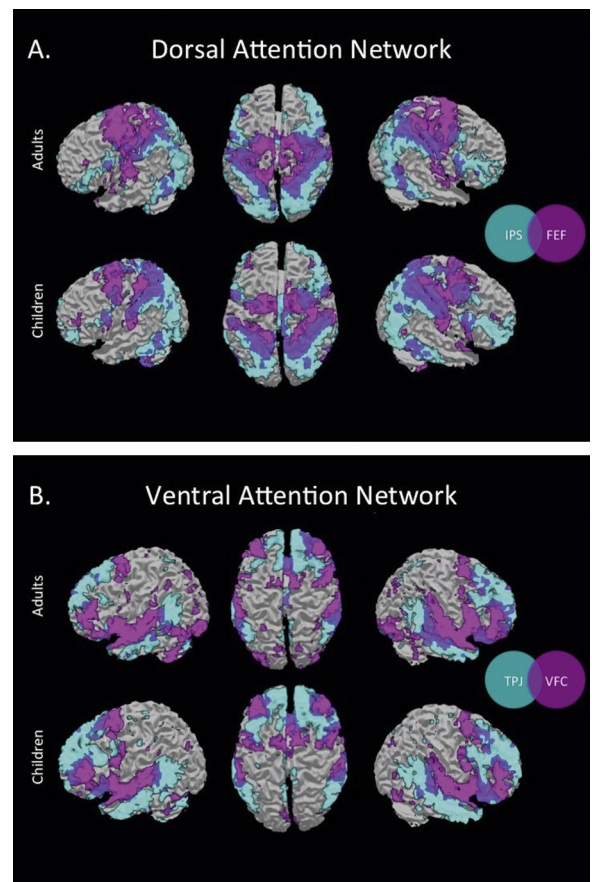 A. Dorsal Attention Network
Adults
IPS FEF
Children
B. Ventral Attention Network
Adults
TPJ VFC
Children